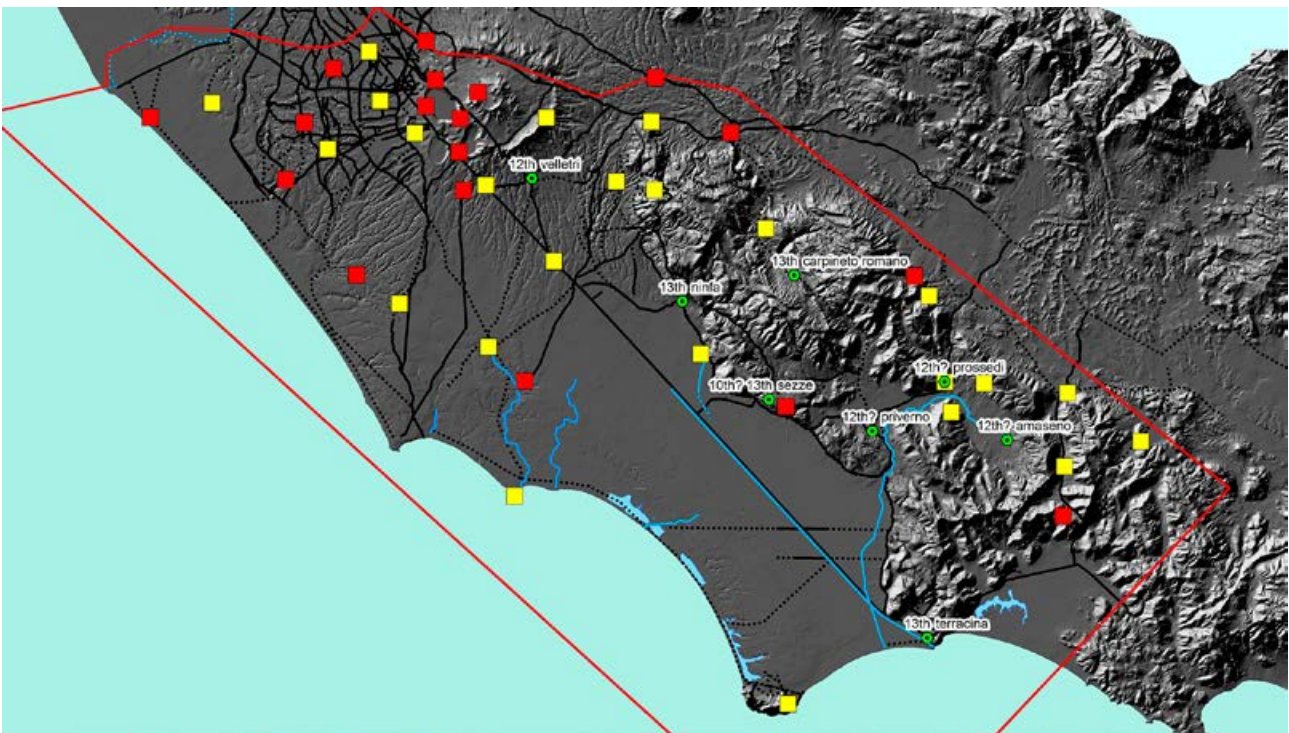 12th velletri
13th carpineto romano
13th ninfa
12th? prossedi
10th? 13th sezze
12th? priverno
12th? amaseno
13th terracina